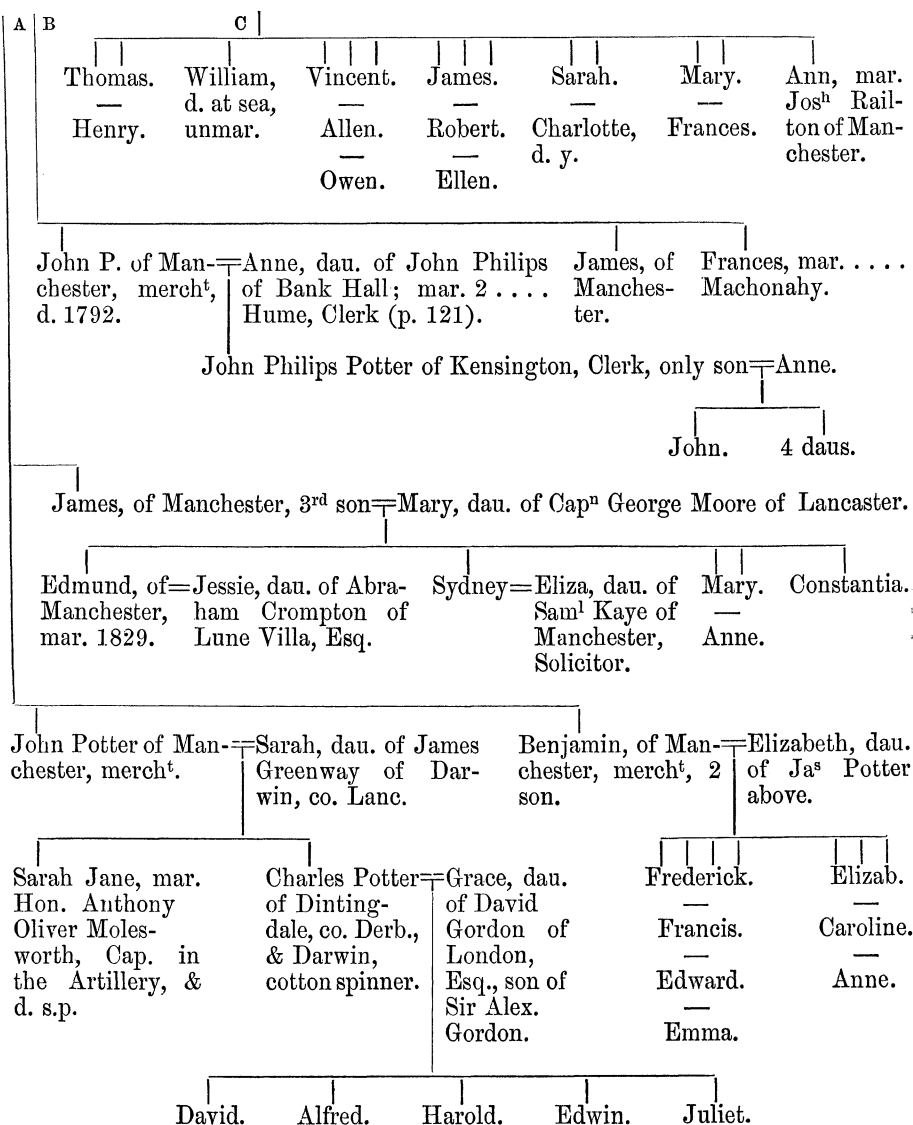 A B C
Thomas. William, Vincent. James. Sarah. Mary. Ann, mar.
— d. at sea, — — — — Josʰ Rail-
Henry. unmar. Allen. Robert. Charlotte, Frances. ton of Man-
— — d. y. chester.
Owen. Ellen.
John P. of Man- Anne, dau. of John Philips James, of Frances, mar. . . . . .
chester, merchᵗ, of Bank Hall; mar. 2 . . . . Manches- Machonahy.
d. 1792. Hume, Clerk (p. 121). ter.
John Philips Potter of Kensington, Clerk, only son=Anne.
John. 4 daus.
James, of Manchester, 3ʳᵈ son=Mary, dau. of Capⁿ George Moore of Lancaster.
Edmund, of=Jessie, dau. of Abra- Sydney=Eliza, dau. of Mary. Constantia.
Manchester, ham Crompton of Samˡ Kaye of —
mar. 1829. Lune Villa, Esq. Manchester, Anne.
Solicitor.
John Potter of Man-=Sarah, dau. of James Benjamin, of Man-=Elizabeth, dau.
chester, merchᵗ. Greenway of Dar- chester, merchᵗ, 2 of Jaˢ Potter
win, co. Lanc. son. above.
Sarah Jane, mar. Charles Potter=Grace, dau. Frederick. Elizab.
Hon. Anthony of Dinting- of David — —
Oliver Moles- dale, co. Derb., Gordon of Francis. Caroline.
worth, Cap. in & Darwin, London, — —
the Artillery, & cotton spinner. Esq., son of Edward. Anne.
d. s.p. Sir Alex. —
Gordon. Emma.
David. Alfred. Harold. Edwin. Juliet.